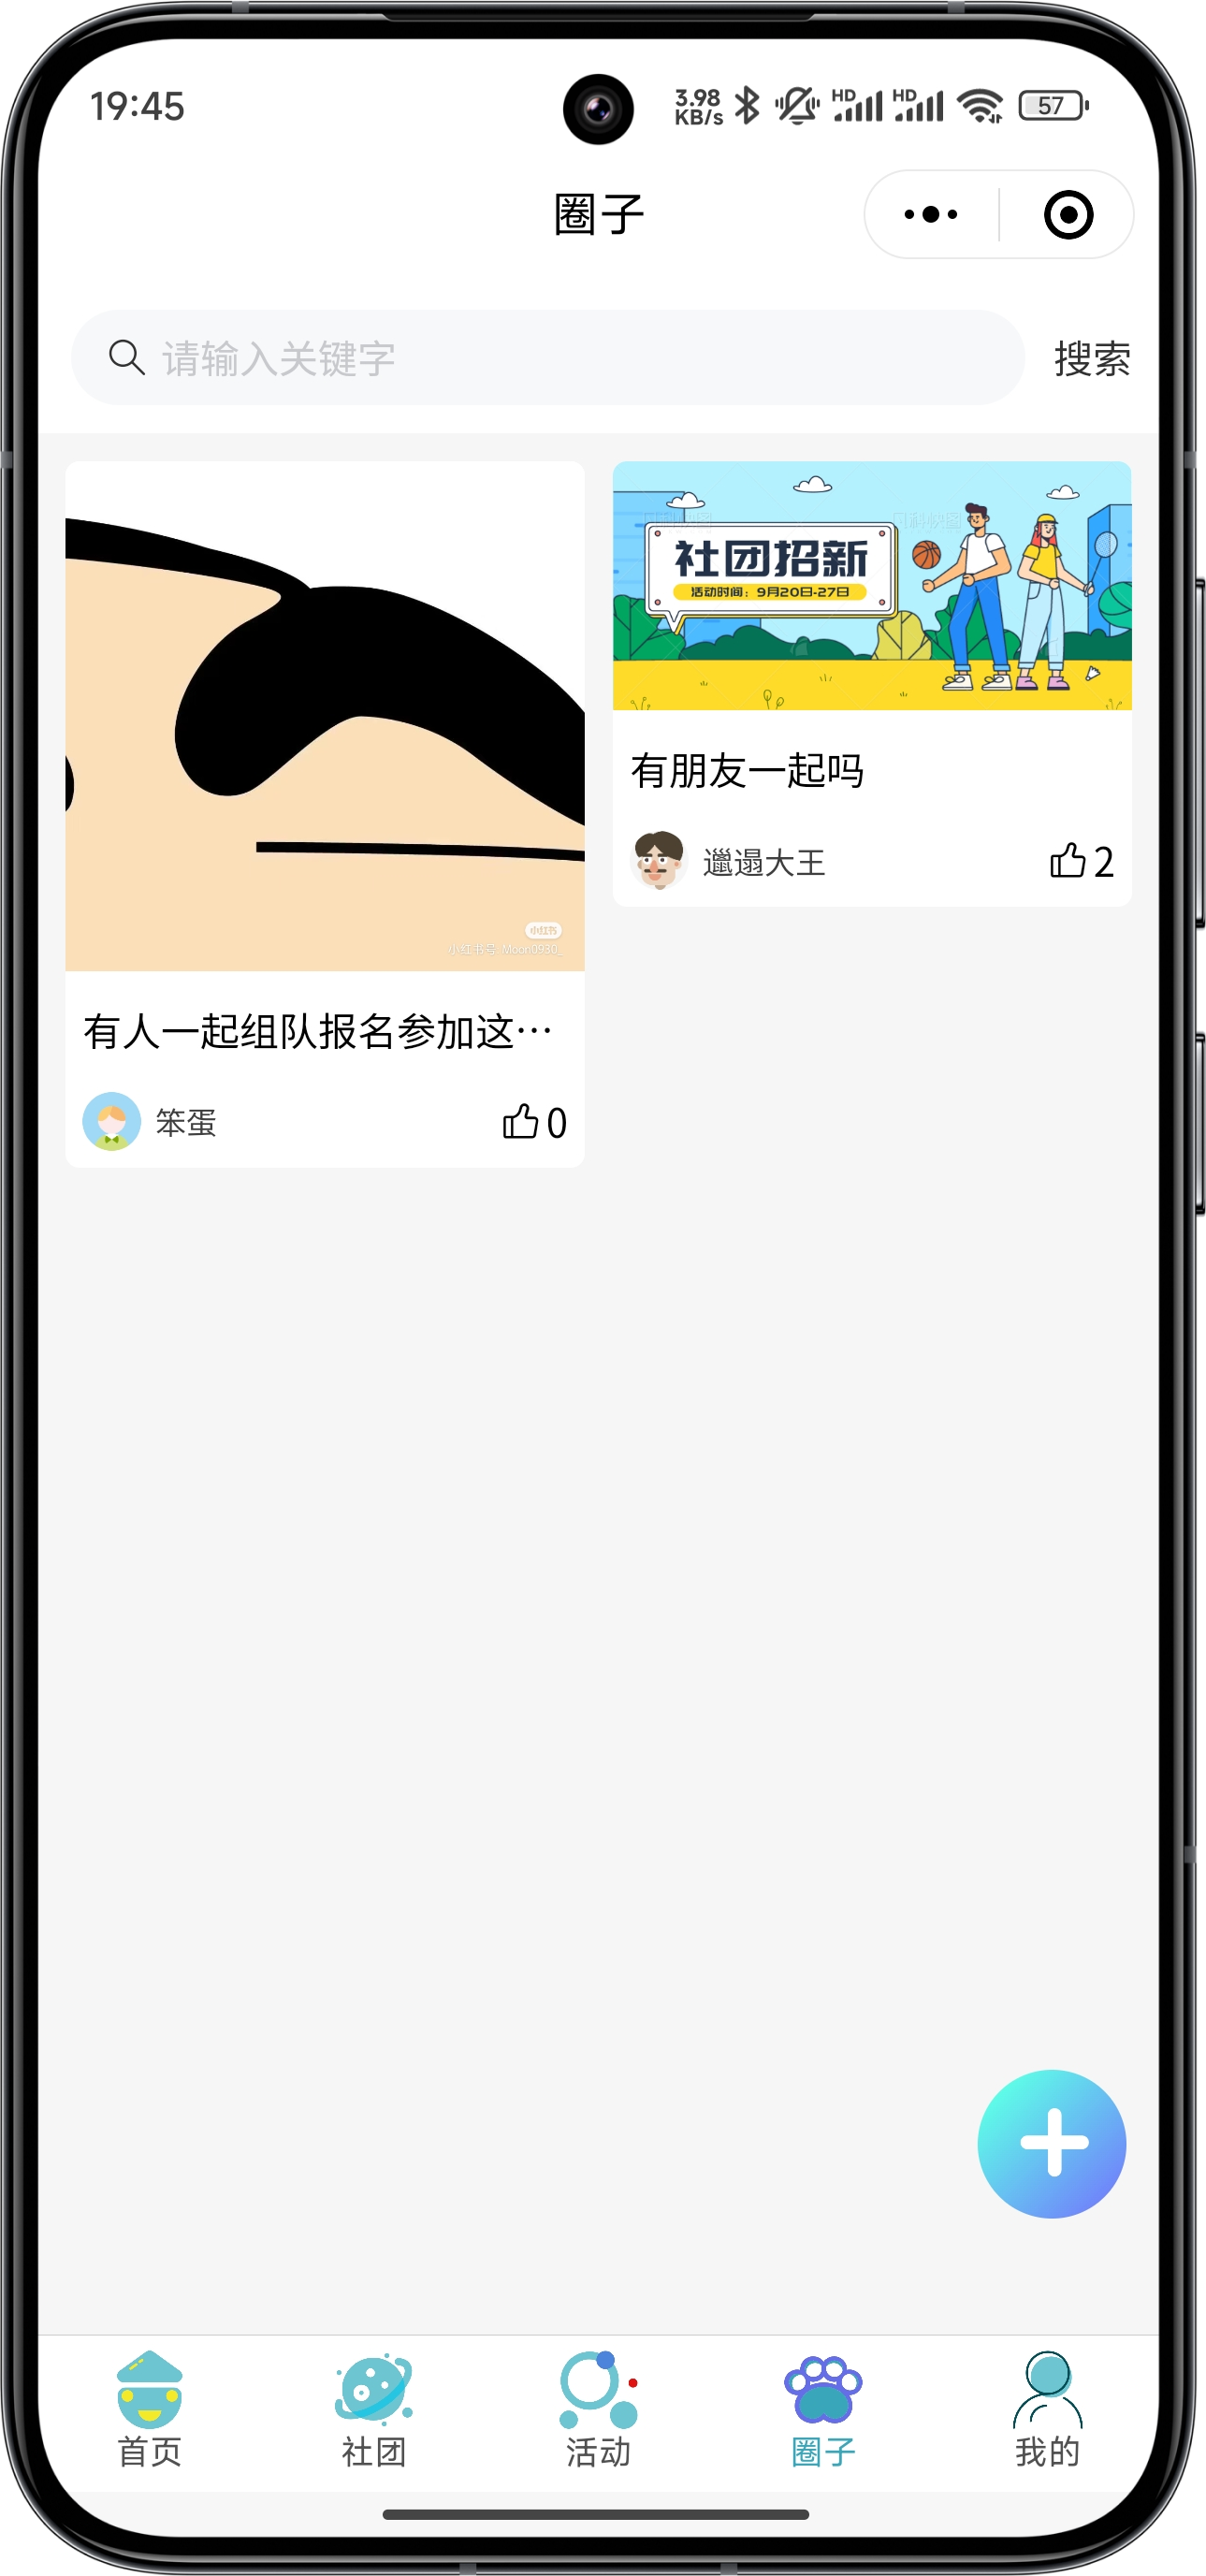 19:45
3.98
KB/s
HD
HD
57
圈子
请输入关键字
搜索
社团招新
活动时间：9月20日-27日
有朋友一起吗
邋遢大王
2
小红书
小红书号: Moon0930_
有人一起组队报名参加这…
笨蛋
0
首页
社团
活动
圈子
我的